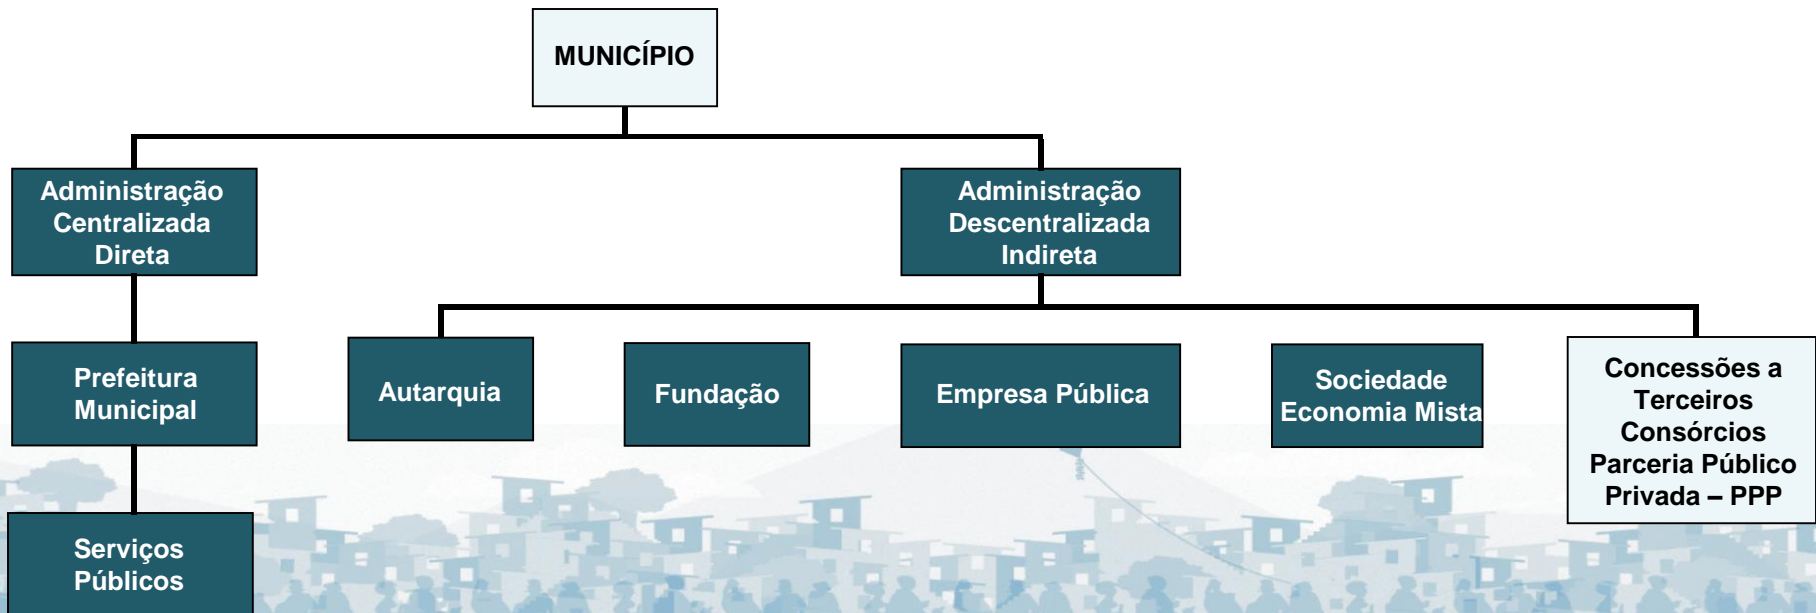 MUNICÍPIO
Administração
Centralizada
Direta
Administração
Descentralizada
Indireta
Prefeitura
Municipal
Autarquia
Fundação
Empresa Pública
Sociedade
Economia Mista
Concessões a
Terceiros
Consórcios
Parceria Público
Privada – PPP
Serviços
Públicos